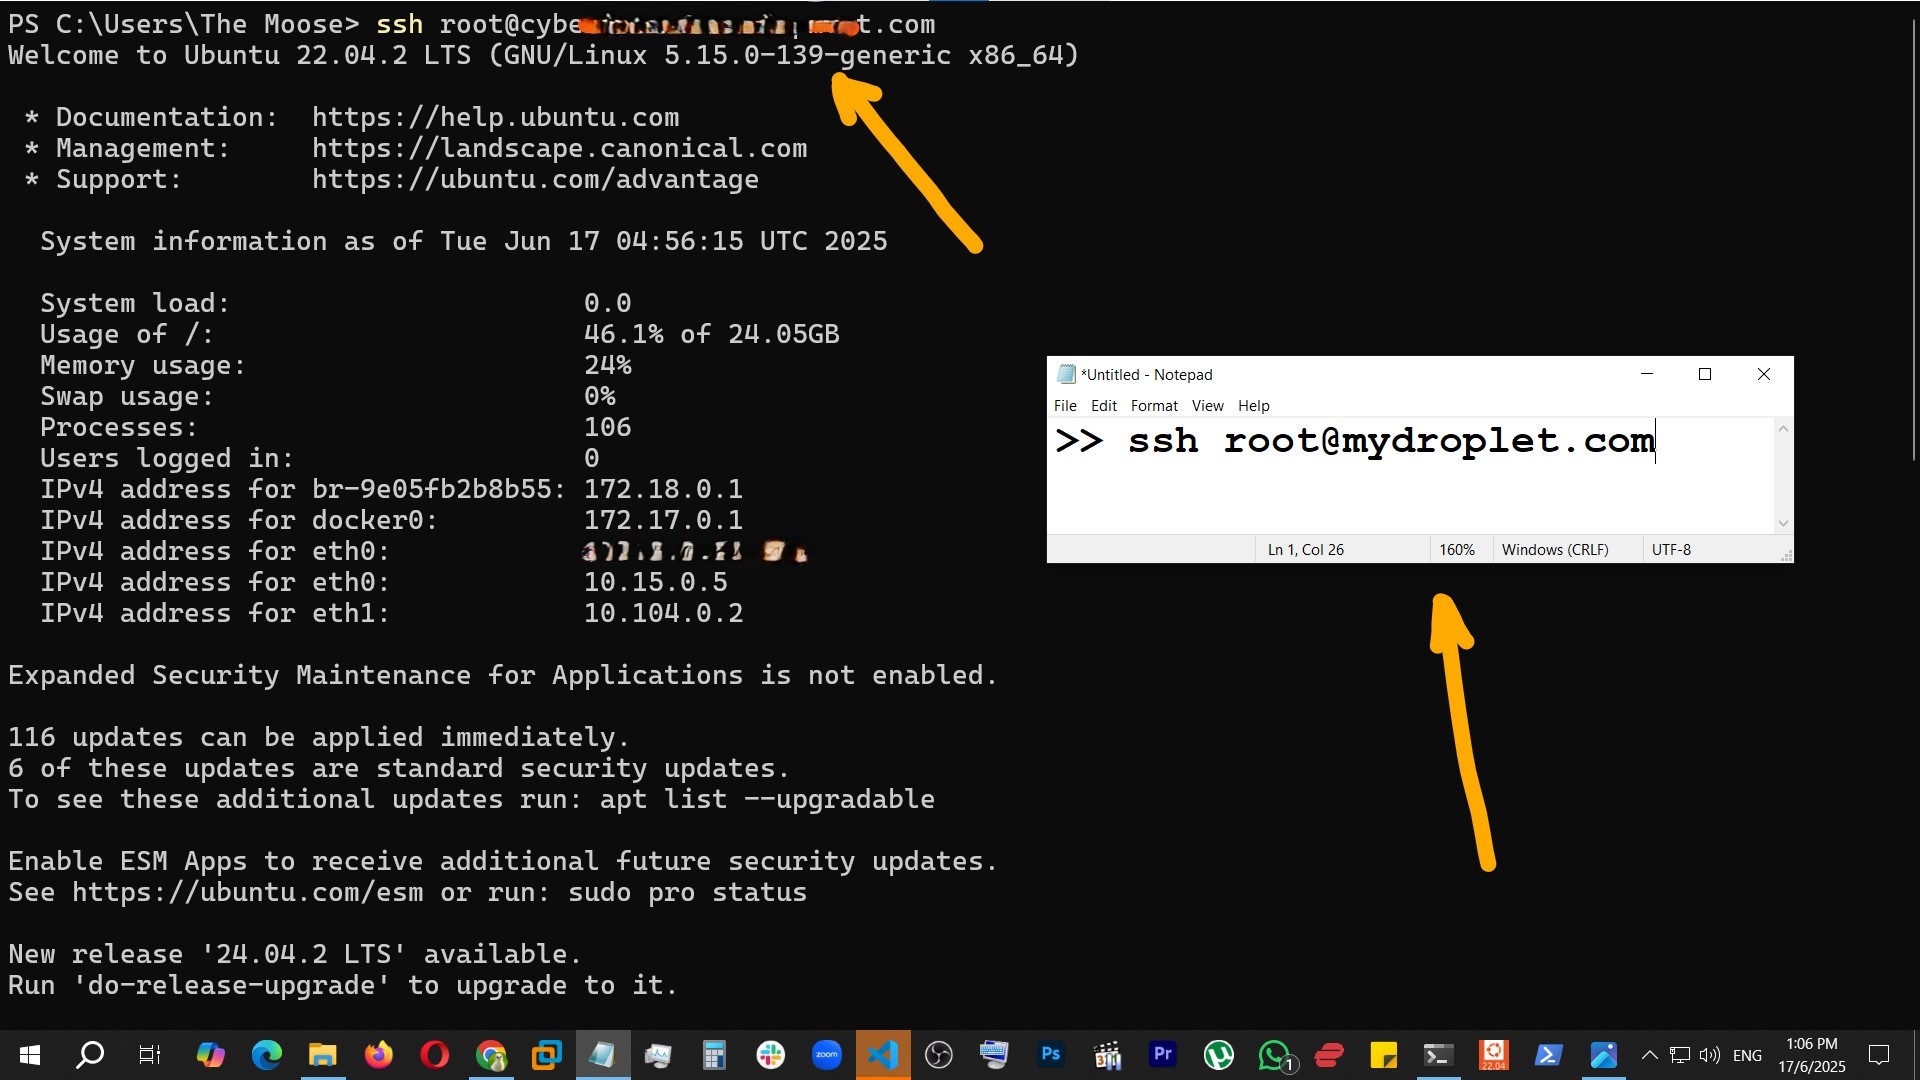 PS C:\Users\The Moose> ssh root@cybe t.com
Welcome to Ubuntu 22.04.2 LTS (GNU/Linux 5.15.0-139-generic x86_64)
* Documentation: https://help.ubuntu.com
* Management: https://landscape.canonical.com
* Support: https://ubuntu.com/advantage
System information as of Tue Jun 17 04:56:15 UTC 2025
System load: 0.0
Usage of /: 46.1% of 24.05GB
Memory usage: 24%
Swap usage: 0%
Processes: 106
Users logged in: 0
IPv4 address for br-9e05fb2b8b55: 172.18.0.1
IPv4 address for docker0: 172.17.0.1
IPv4 address for eth0:
IPv4 address for eth0: 10.15.0.5
IPv4 address for eth1: 10.104.0.2
Expanded Security Maintenance for Applications is not enabled.
116 updates can be applied immediately.
6 of these updates are standard security updates.
To see these additional updates run: apt list --upgradable
Enable ESM Apps to receive additional future security updates.
See https://ubuntu.com/esm or run: sudo pro status
New release '24.04.2 LTS' available.
Run 'do-release-upgrade' to upgrade to it.
*Untitled - Notepad
File Edit Format View Help
>> ssh root@mydroplet.com
Ln 1, Col 26 160% Windows (CRLF) UTF-8
zoom Ps 311 Pr 1 22.04 ENG
1:06 PM
17/6/2025